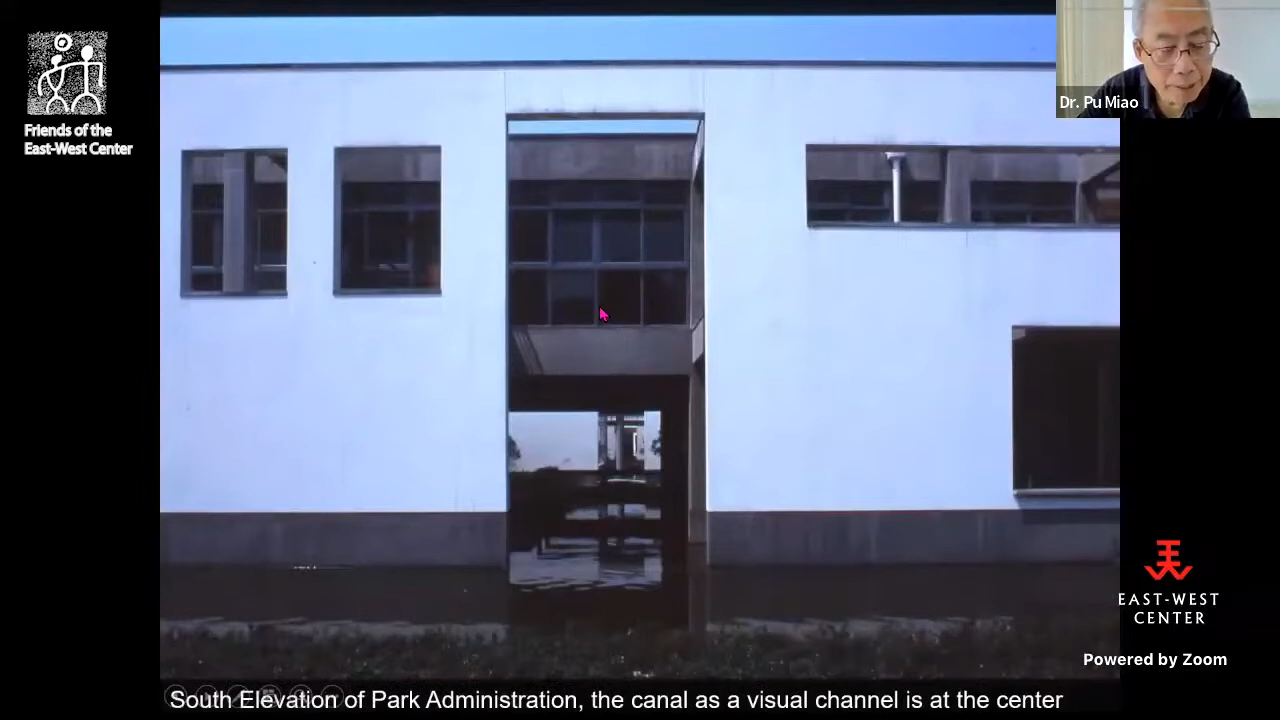 Friends of the
East-West Center
Dr. Pu Miao
EAST-WEST
CENTER
Powered by Zoom
South Elevation of Park Administration, the canal as a visual channel is at the center